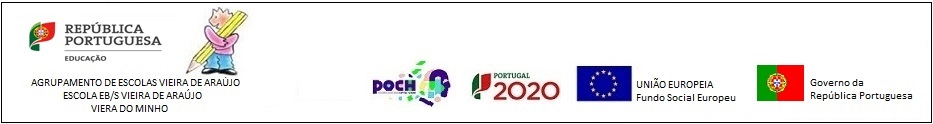 REPÚBLICA
PORTUGUESA
EDUCAÇÃO
AGRUPAMENTO DE ESCOLAS VIEIRA DE ARAÚJO
ESCOLA EB/S VIEIRA DE ARAÚJO
VIERA DO MINHO
POCH
PORTUGAL
2020
UNIÃO EUROPEIA
Fundo Social Europeu
Governo da
República Portuguesa